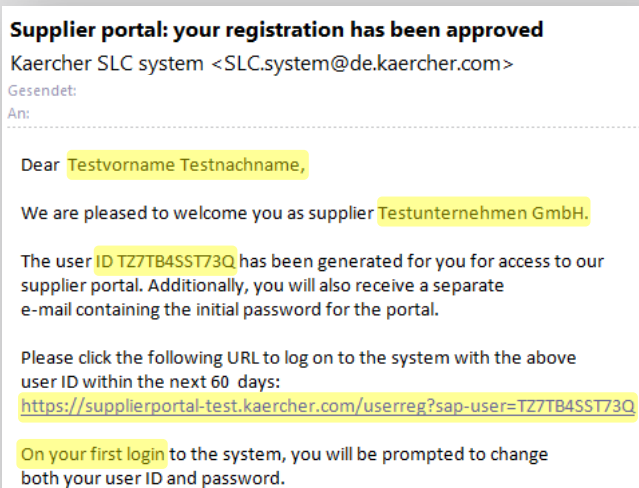 Supplier portal: your registration has been approved
Kaercher SLC system <SLC.system@de.kaercher.com>
Gesendet:
An:
Dear Testvorname Testnachname,
We are pleased to welcome you as supplier Testunternehmen GmbH.
The user ID TZ7TB4SST73Q has been generated for you for access to our
supplier portal. Additionally, you will also receive a separate
e-mail containing the initial password for the portal.
Please click the following URL to log on to the system with the above
user ID within the next 60 days:
https://supplierportal-test.kaercher.com/userreg?sap-user=TZ7TB4SST73Q
On your first login to the system, you will be prompted to change
both your user ID and password.